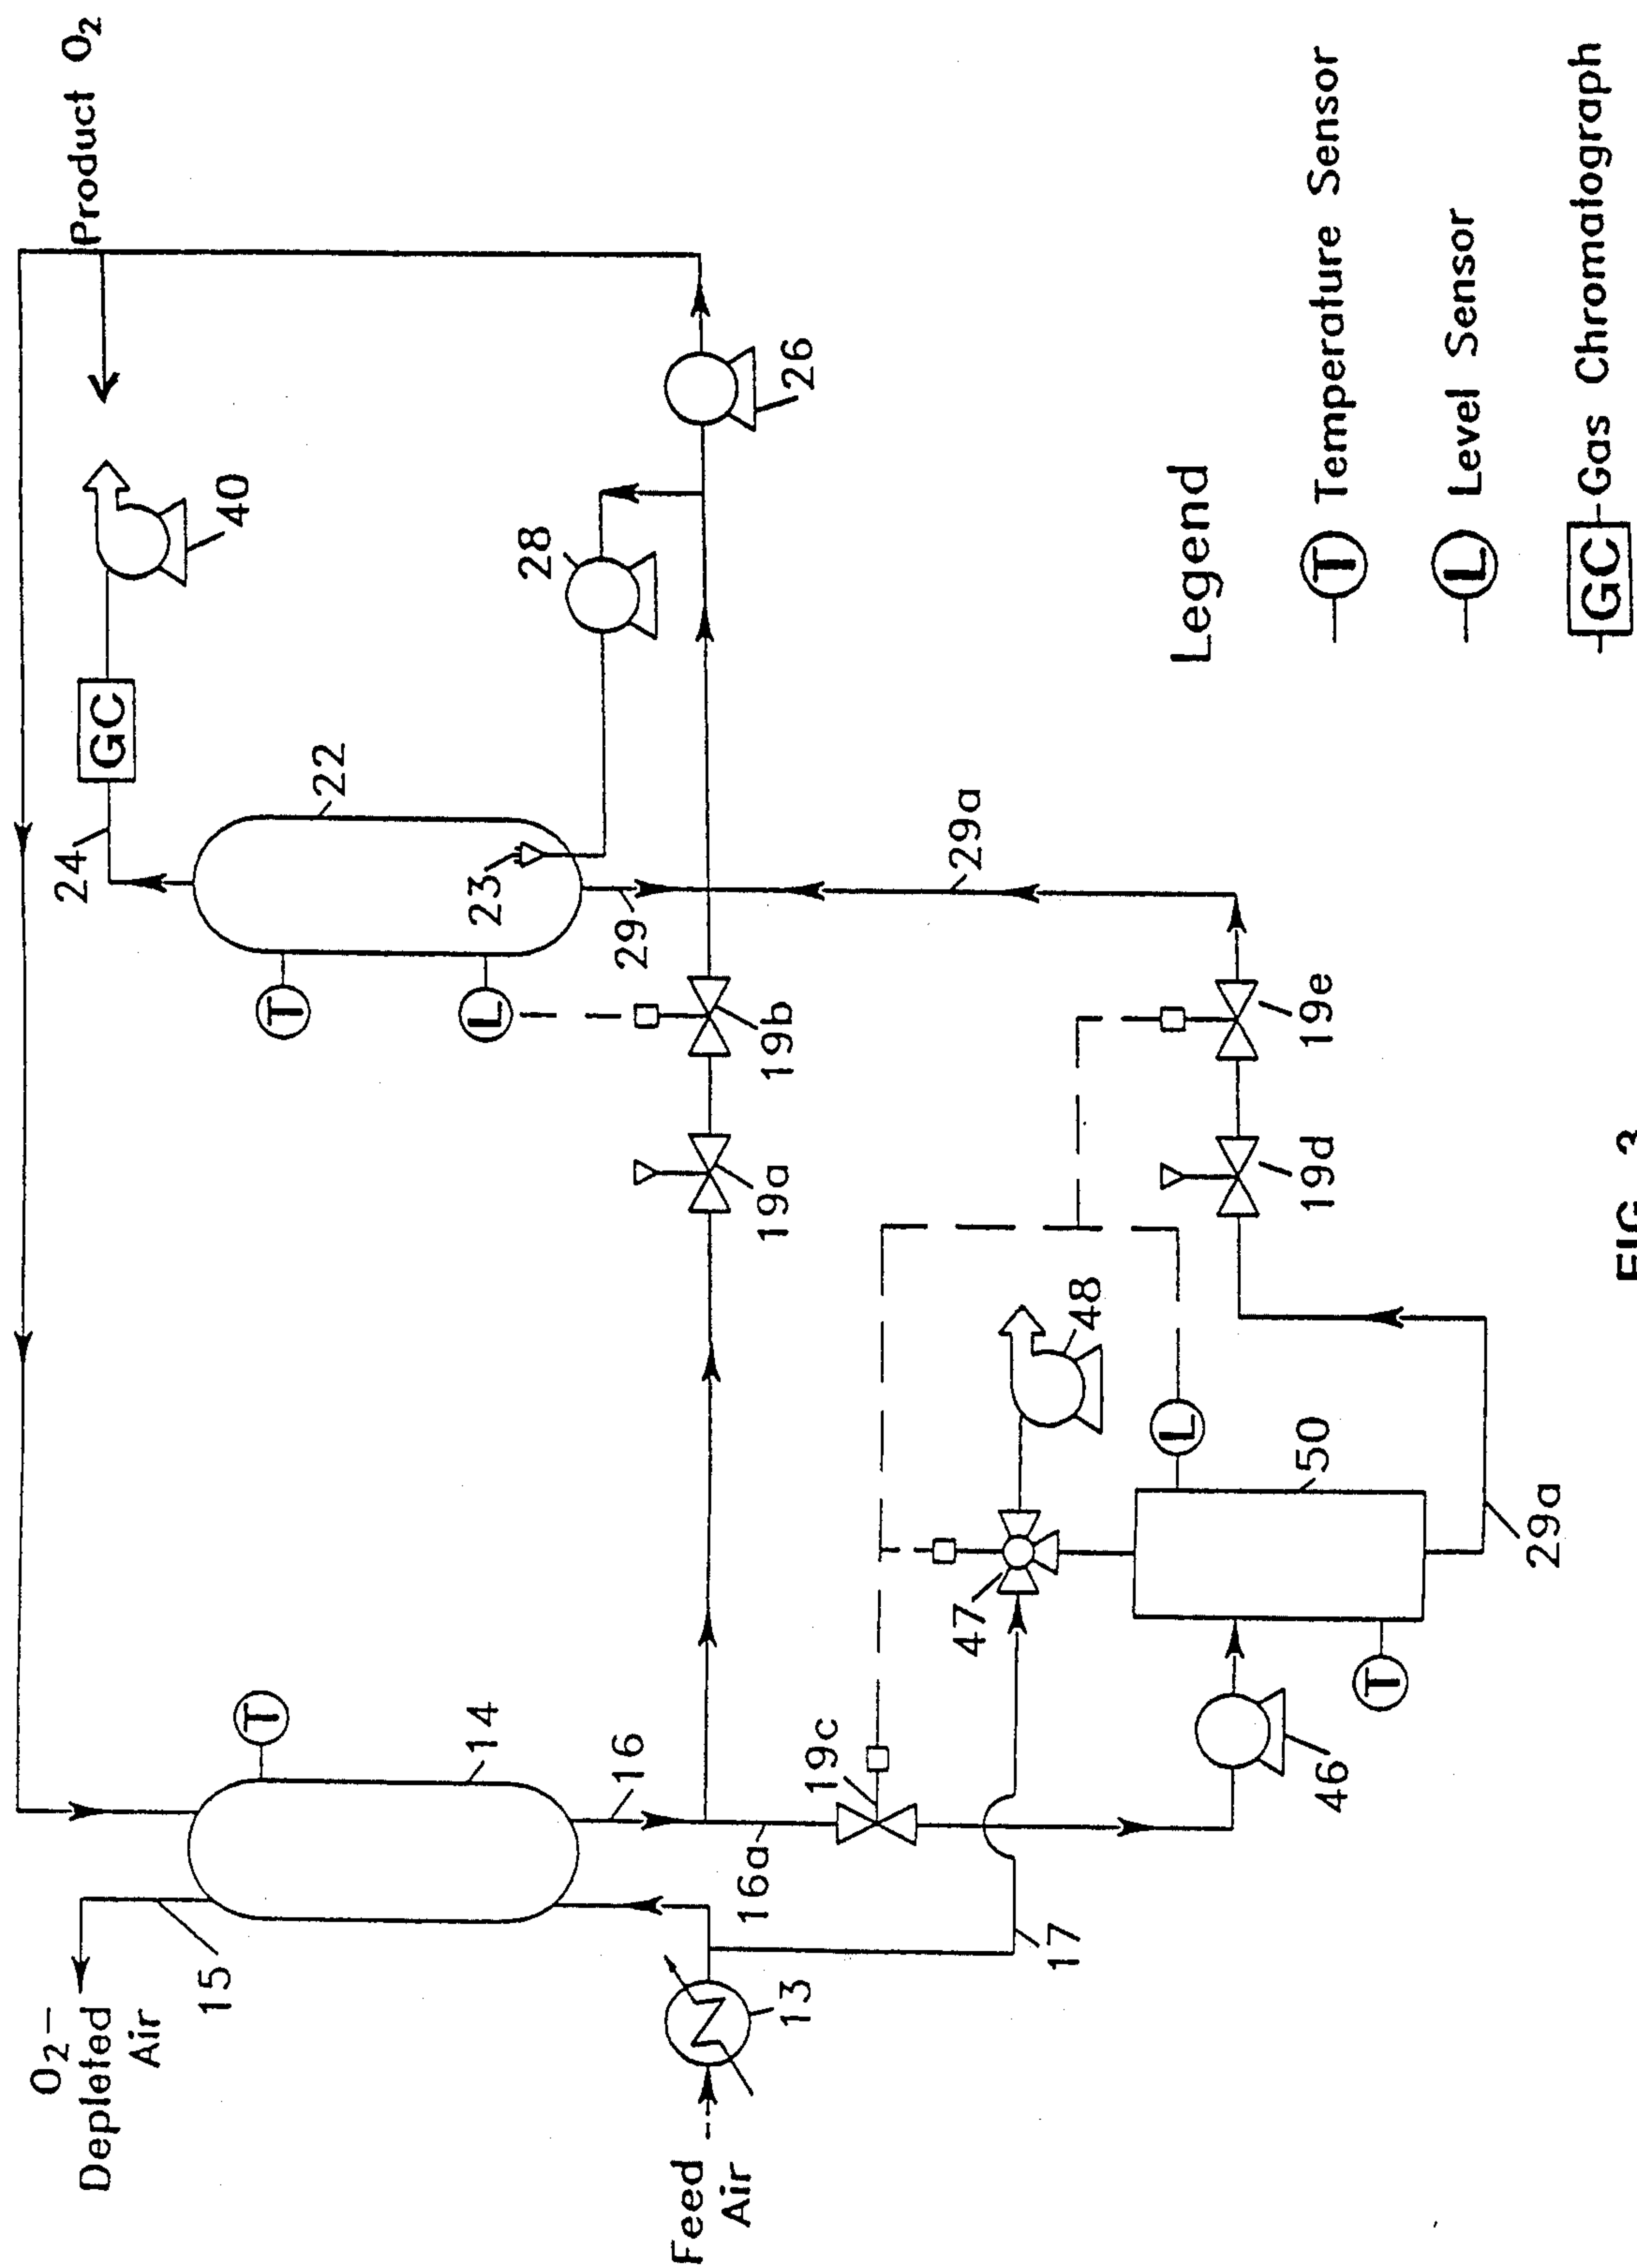 Product O₂
O₂-
Depleted
Air
15
24
GC
40
22
T
14
T
23
28
L
16
29
26
Feed
Air
13
16a
19a
19b
19c
29a
17
47
48
46
T
50
L
29a
19d
19e
Legend
T Temperature Sensor
L Level Sensor
GC Gas Chromatograph
FIG. 3